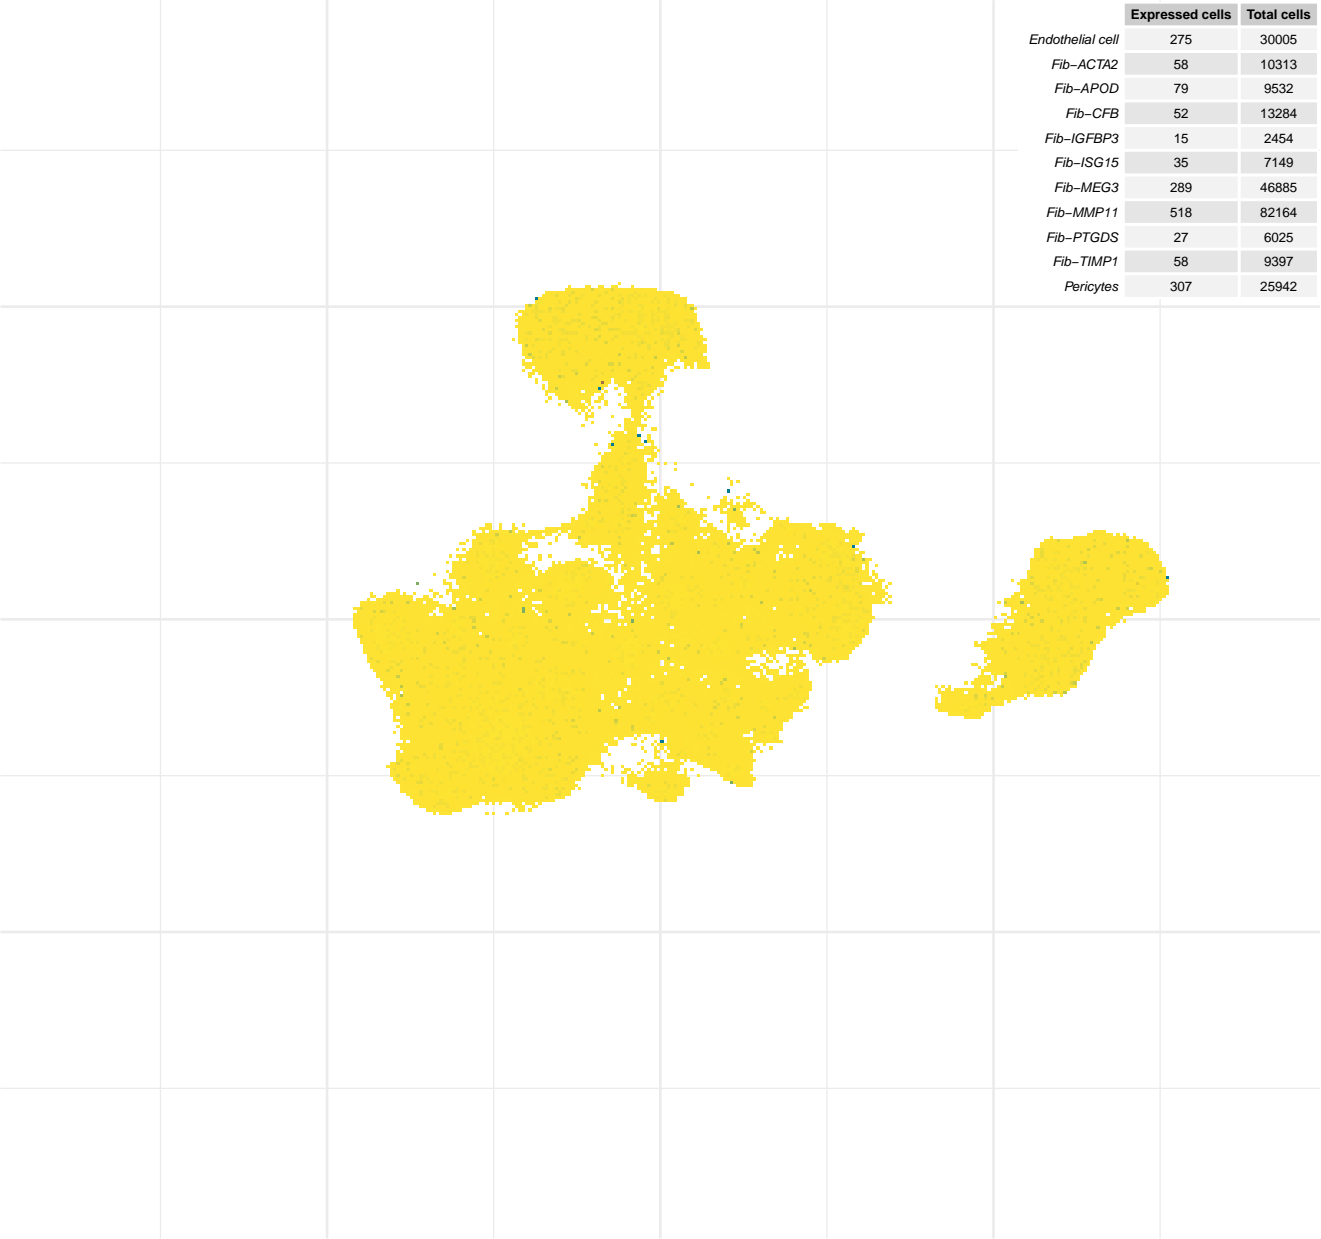 Expressed cells Total cells
Endothelial cell 275 30005
Fib−ACTA2 58 10313
Fib−APOD 79 9532
Fib−CFB 52 13284
Fib−IGFBP3 15 2454
Fib−ISG15 35 7149
Fib−MEG3 289 46885
Fib−MMP11 518 82164
Fib−PTGDS 27 6025
Fib−TIMP1 58 9397
Pericytes 307 25942